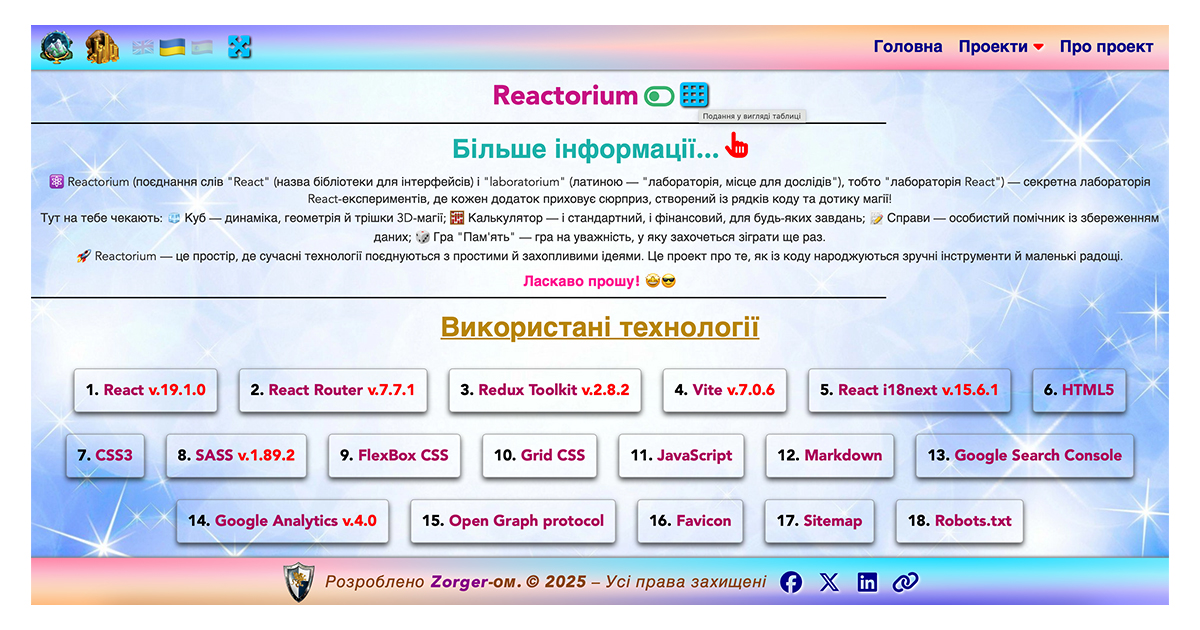 Головна Проекти Про проект
Reactorium
Подання у вигляді таблиці
Більше інформації...
Reactorium (поєднання слів "React" (назва бібліотеки для інтерфейсів) і "laboratorium" (латиною — "лабораторія, місце для дослідів"), тобто "лабораторія React") — секретна лабораторія
React-експериментів, де кожен додаток приховує сюрприз, створений із рядків коду та дотику магії!
Тут на тебе чекають: 🧊 Куб — динаміка, геометрія й трішки 3D-магії; 🧮 Калькулятор — і стандартний, і фінансовий, для будь-яких завдань; 📝 Справи — особистий помічник із збереженням
даних; 🎲 Гра "Пам'ять" — гра на уважність, у яку захочеться зіграти ще раз.
🚀 Reactorium — це простір, де сучасні технології поєднуються з простими й захопливими ідеями. Це проект про те, як із коду народжуються зручні інструменти й маленькі радощі.
Ласкаво прошу! 🤩😎
Використані технології
1. React v.19.1.0 2. React Router v.7.7.1 3. Redux Toolkit v.2.8.2 4. Vite v.7.0.6 5. React i18next v.15.6.1 6. HTML5
7. CSS3 8. SASS v.1.89.2 9. FlexBox CSS 10. Grid CSS 11. JavaScript 12. Markdown 13. Google Search Console
14. Google Analytics v.4.0 15. Open Graph protocol 16. Favicon 17. Sitemap 18. Robots.txt
Розроблено Zorger-ом. © 2025 – Усі права захищені